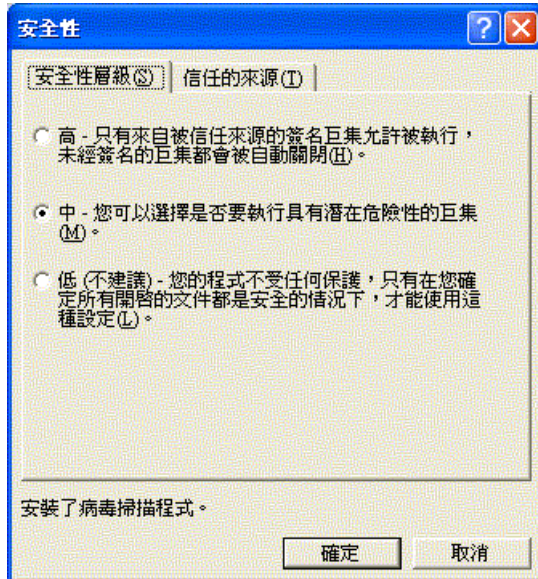 安全性
安全性層級(S)
信任的來源(T)
高 - 只有來自被信任來源的簽名巨集允許被執行，
未經簽名的巨集都會被自動關閉(H)。
中 - 您可以選擇是否要執行具有潛在危險性的巨集
(M)。
低 (不建議) - 您的程式不受任何保護，只有在您確
定所有開啟的文件都是安全的情況下，才能使用這
種設定(L)。
安裝了病毒掃描程式。
確定
取消